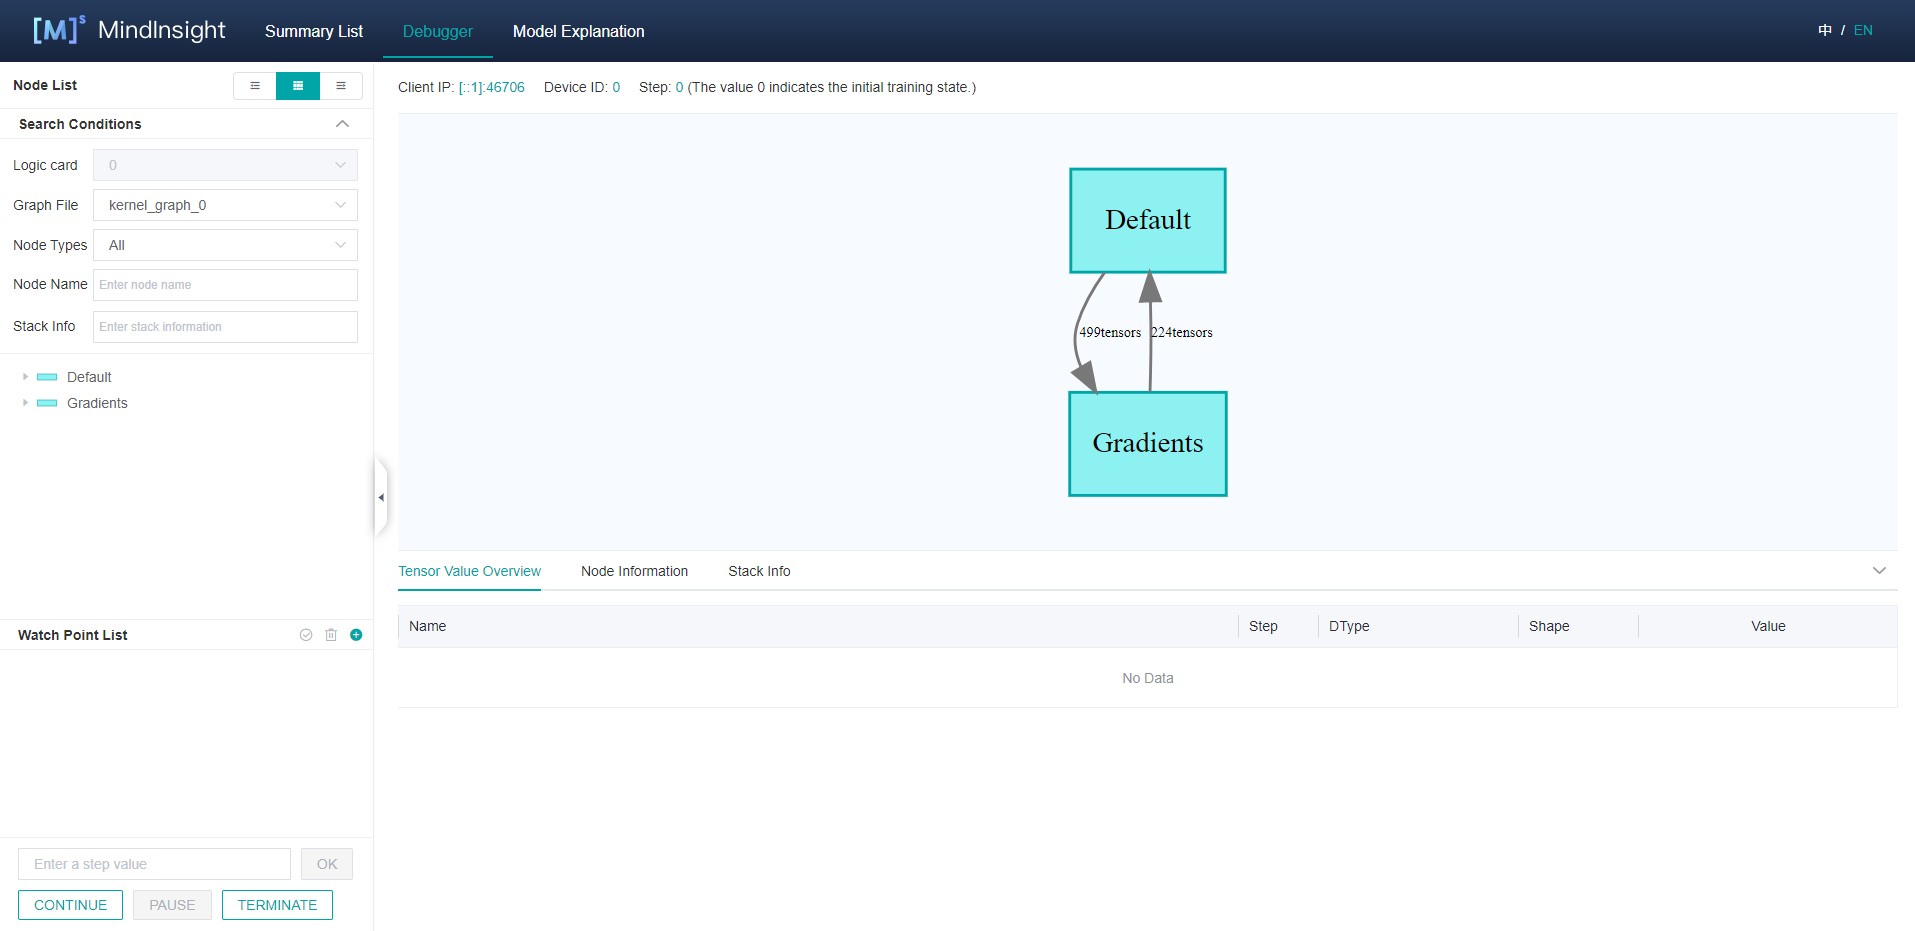 [M]s MindInsight Summary List Debugger Model Explanation 中 / EN
Node List
Client IP: [::1]:46706 Device ID: 0 Step: 0 (The value 0 indicates the initial training state.)
Search Conditions
Logic card 0
Graph File kernel_graph_0
Node Types All
Node Name Enter node name
Stack Info Enter stack information
Default
Gradients
Default
499tensors 224tensors
Gradients
Tensor Value Overview Node Information Stack Info
Name Step DType Shape Value
No Data
Watch Point List
Enter a step value OK
CONTINUE PAUSE TERMINATE